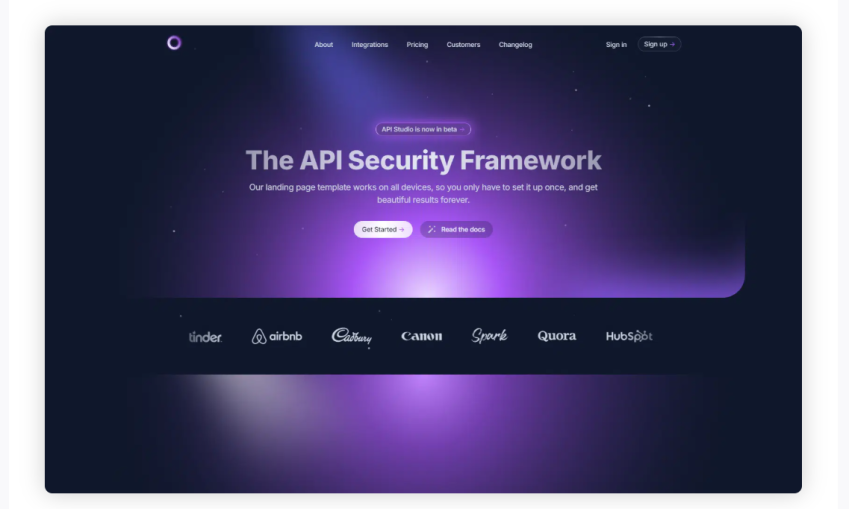 About Integrations Pricing Customers Changelog Sign in Sign up →
API Studio is now in beta →
The API Security Framework
Our landing page template works on all devices, so you only have to set it up once, and get
beautiful results forever.
Get Started → Read the docs
tinder airbnb Cadbury Canon Spark Quora HubSpot